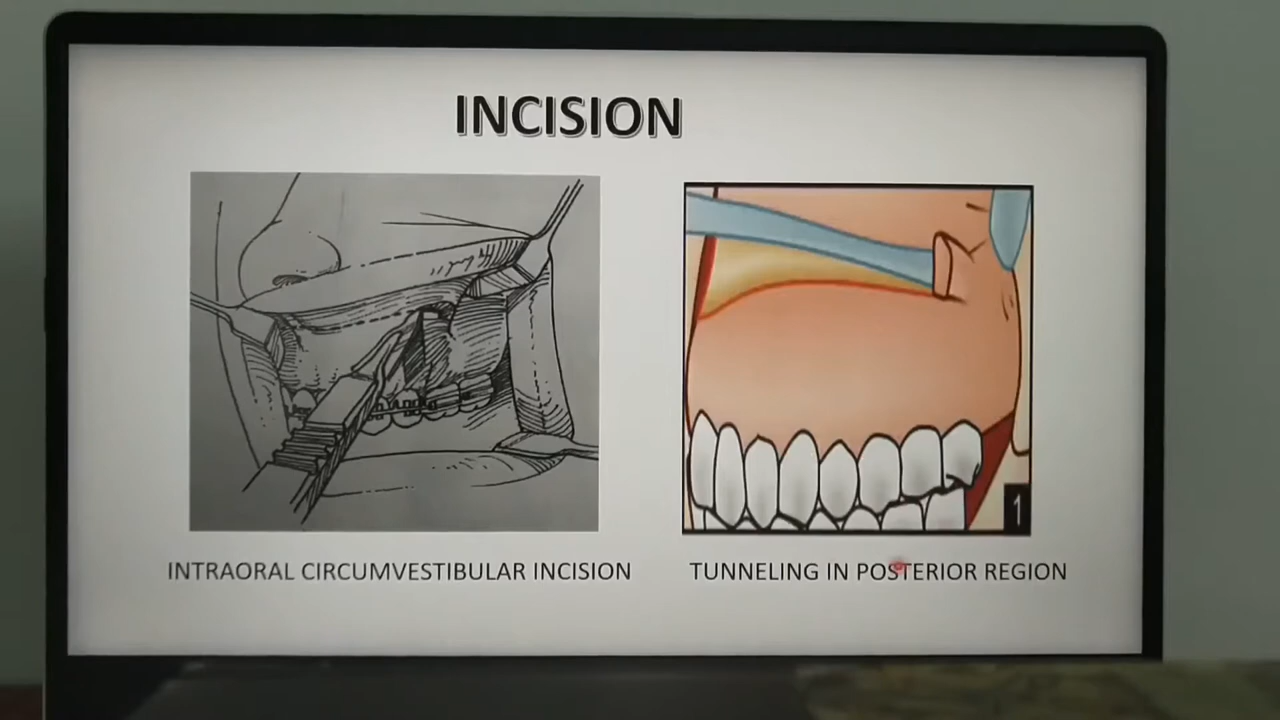 INCISION
1
INTRAORAL CIRCUMVESTIBULAR INCISION
TUNNELING IN POSTERIOR REGION